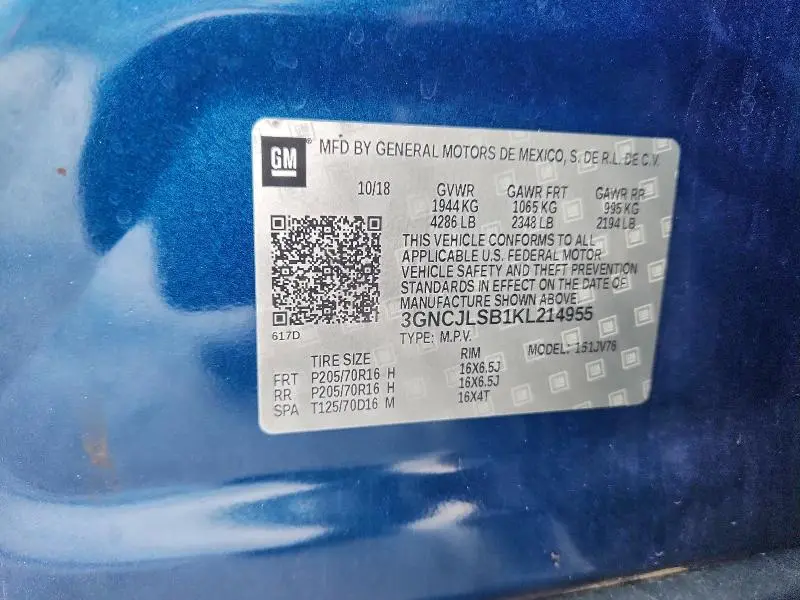 GM
MFD BY GENERAL MOTORS DE MEXICO, S. DE R.L. DE C.V.
10/18 GVWR GAWR FRT GAWR RR
1944 KG 1065 KG 995 KG
4286 LB 2348 LB 2194 LB
THIS VEHICLE CONFORMS TO ALL
APPLICABLE U.S. FEDERAL MOTOR
VEHICLE SAFETY AND THEFT PREVENTION
STANDARDS IN EFFECT ON THE DATE OF
MANUFACTURE SHOWN ABOVE.
3GNCJLSB1KL214955
617D
TYPE: M.P.V. MODEL: 1S1JV76
TIRE SIZE RIM
FRT P205/70R16 H 16X6.5J
RR P205/70R16 H 16X6.5J
SPA T125/70D16 M 16X4T